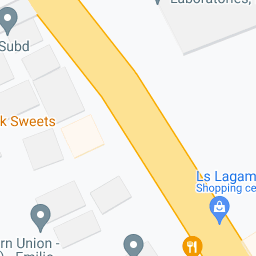 Laboratories,
Subd
k Sweets
Ls Lagam
Shopping ce
rn Union -
) - Emilio